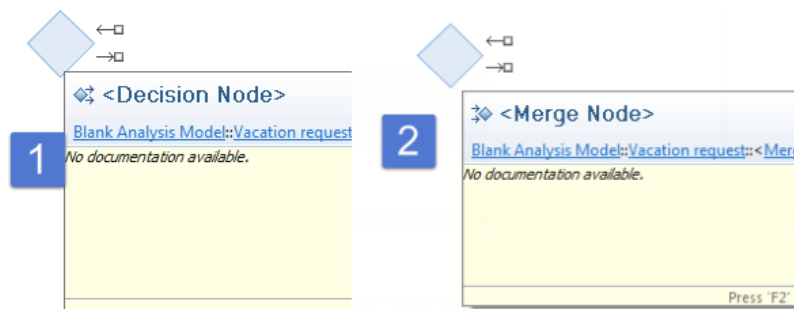 <Decision Node>
Blank Analysis Model::Vacation request
1
No documentation available.
<Merge Node>
2
Blank Analysis Model::Vacation request::<Mer
No documentation available.
Press 'F2'